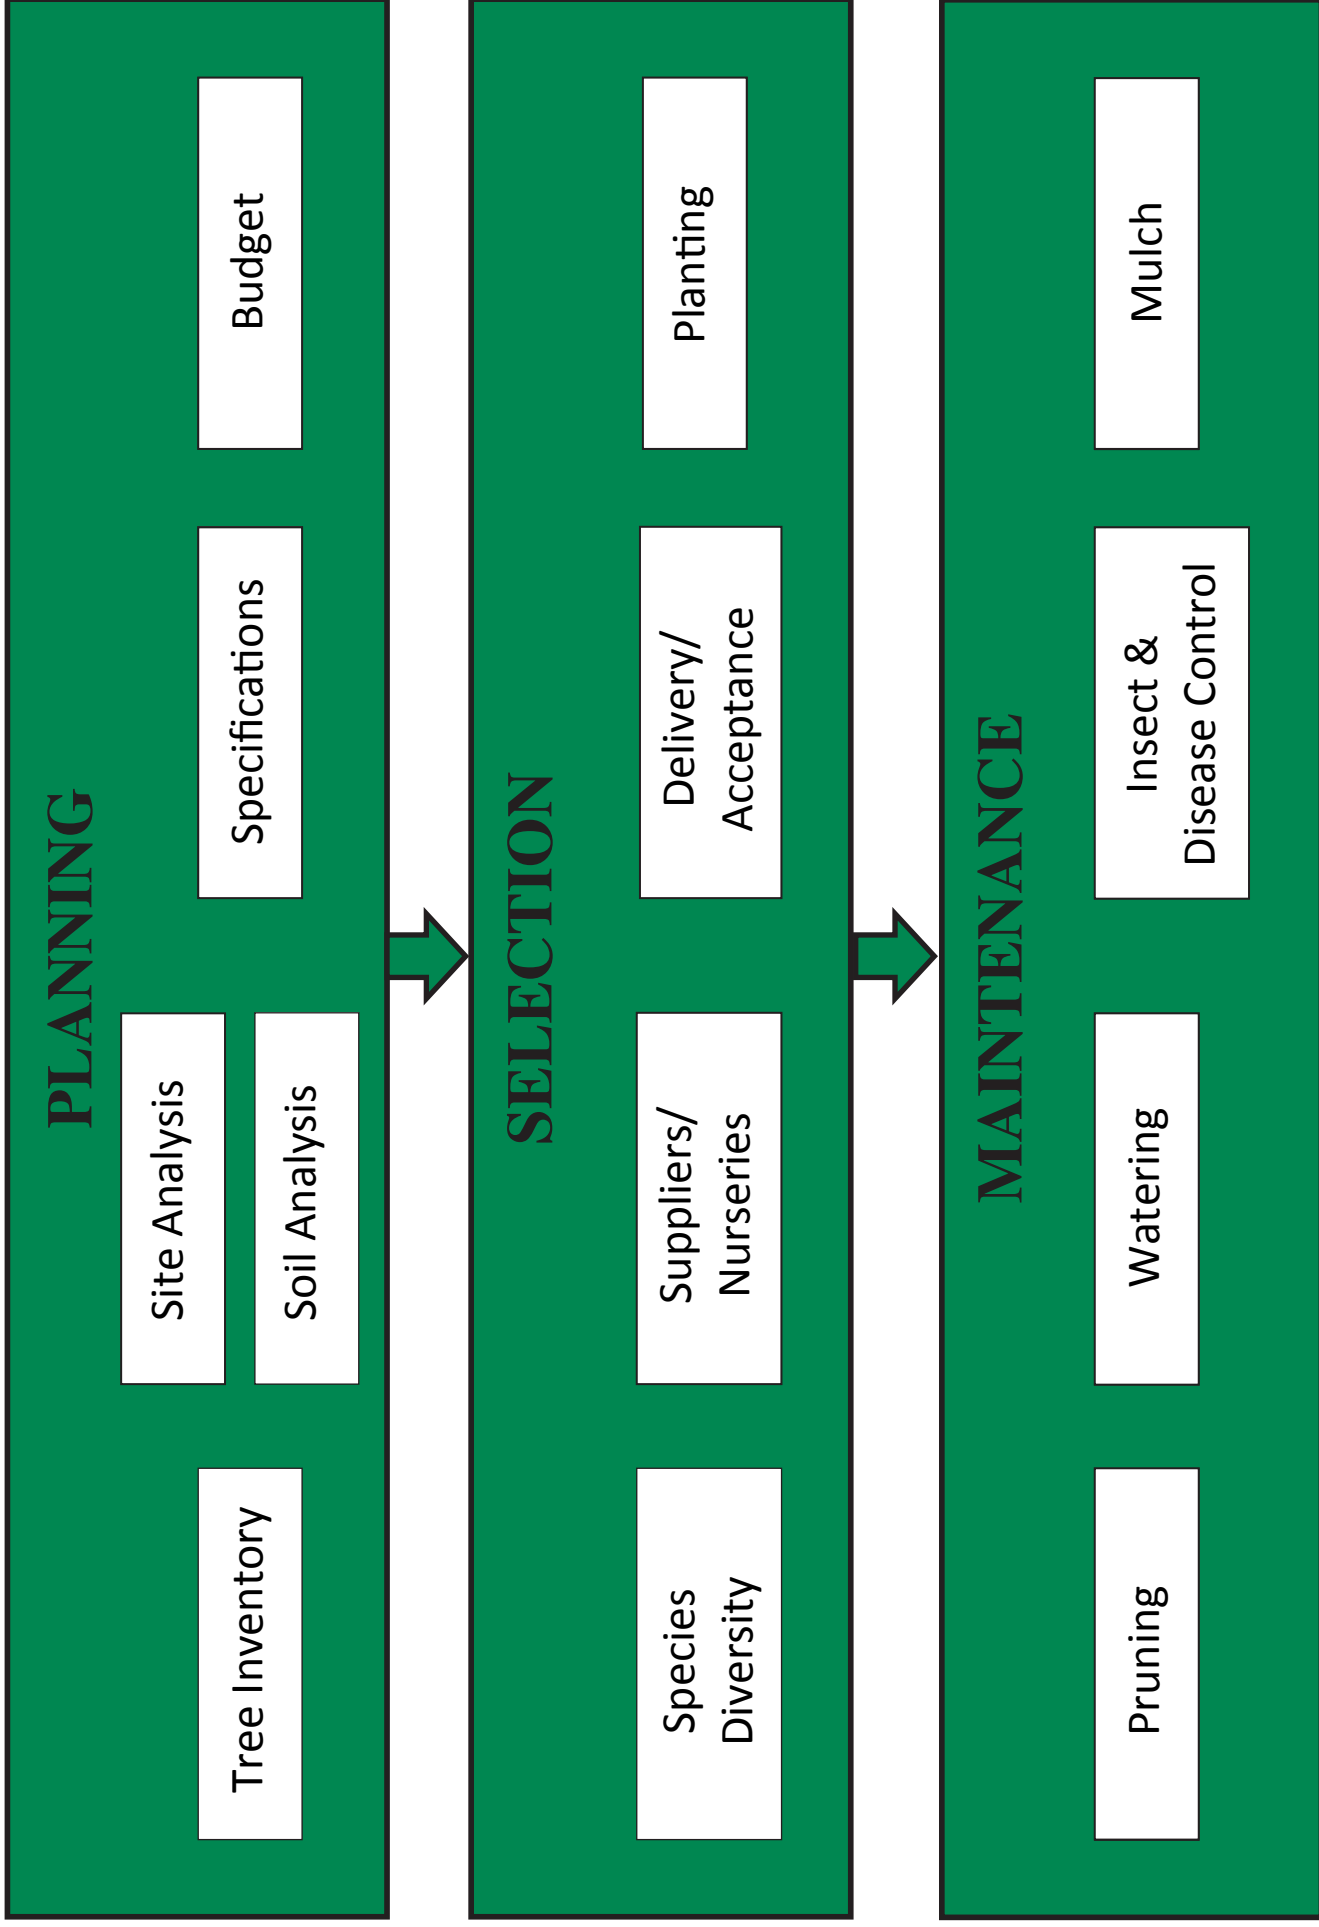 PLANNING
Tree Inventory
Site Analysis
Soil Analysis
Specifications
Budget
SELECTION
Species
Diversity
Suppliers/
Nurseries
Delivery/
Acceptance
Planting
MAINTENANCE
Pruning
Watering
Insect &
Disease Control
Mulch